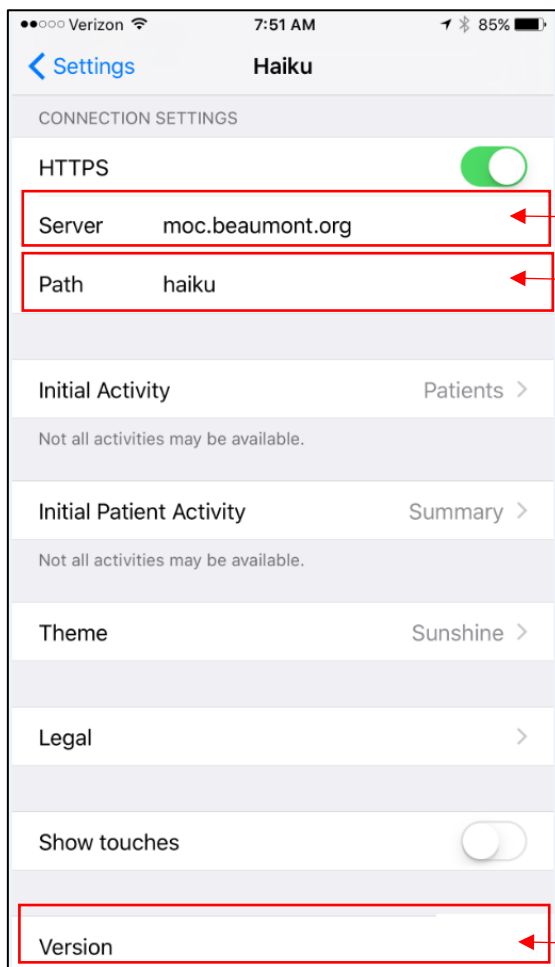 Verizon 7:51 AM 85%
Settings Haiku
CONNECTION SETTINGS
HTTPS
Server moc.beaumont.org
Path haiku
Initial Activity Patients
Not all activities may be available.
Initial Patient Activity Summary
Not all activities may be available.
Theme Sunshine
Legal
Show touches
Version